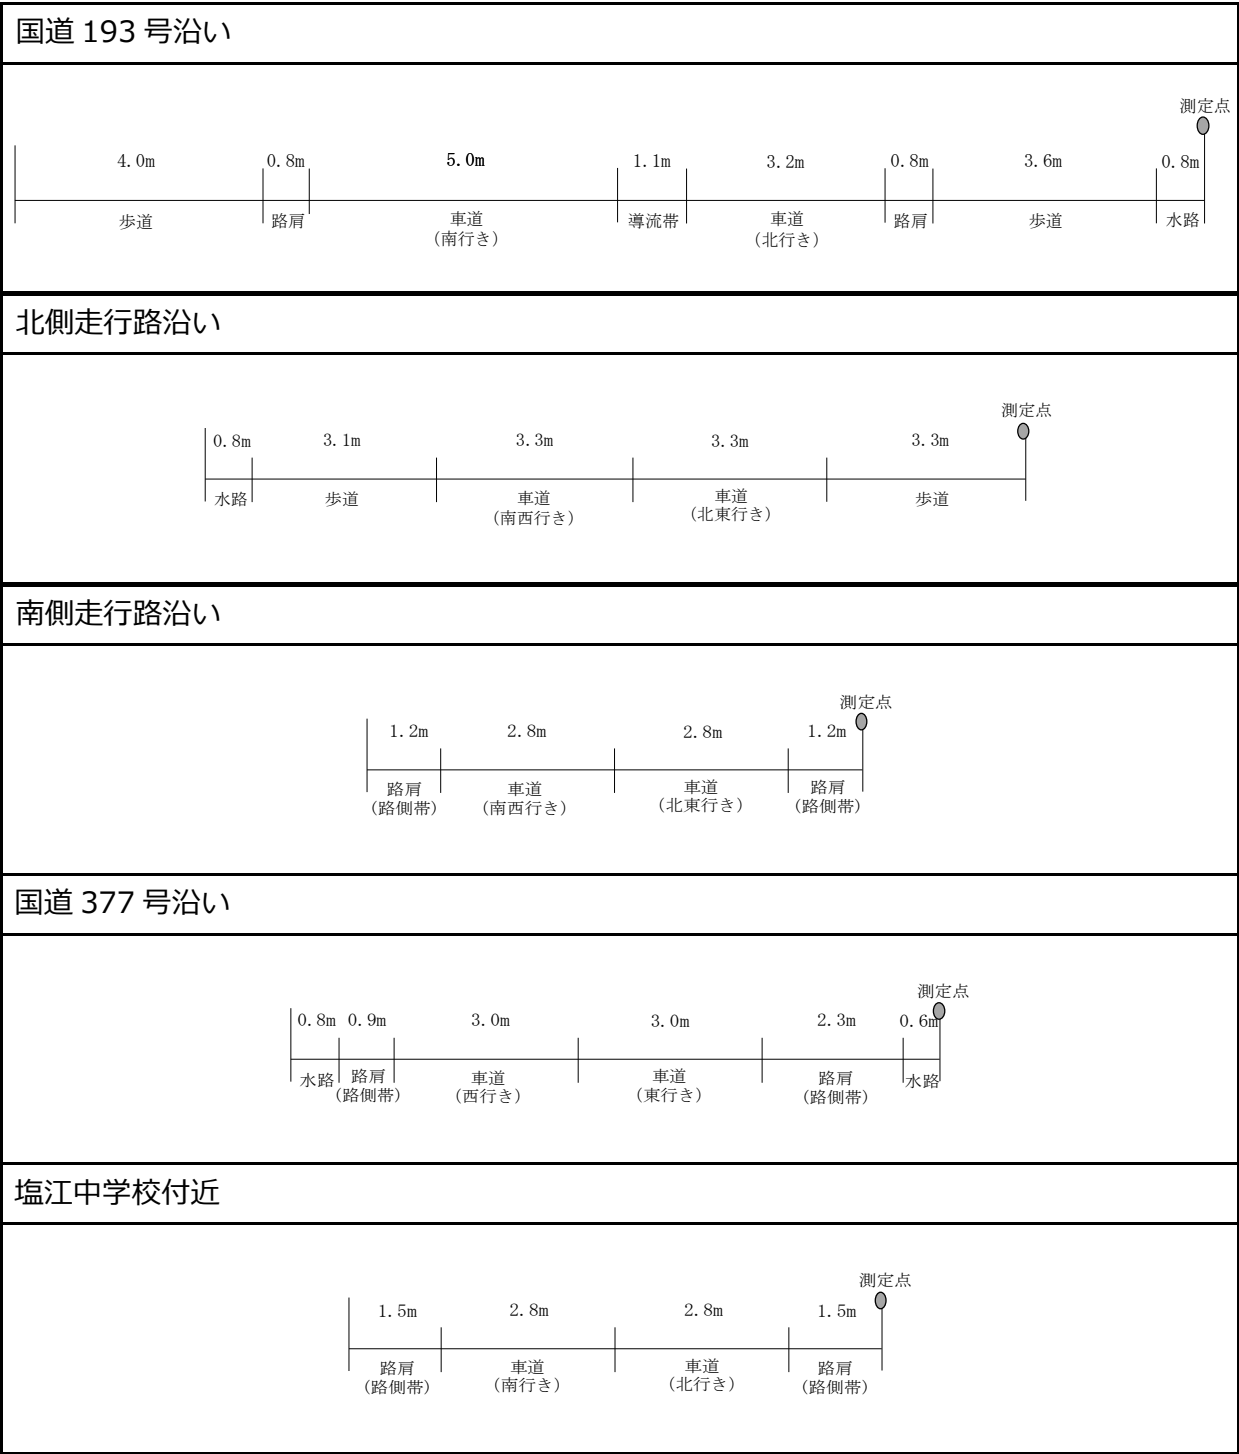 国道 193 号沿い
測定点
4.0m 0.8m 5.0m 1.1m 3.2m 0.8m 3.6m 0.8m
歩道 路肩 車道 導流帯 車道 路肩 歩道 水路
(南行き) (北行き)
北側走行路沿い
測定点
0.8m 3.1m 3.3m 3.3m 3.3m
水路 歩道 車道 車道 歩道
(南西行き) (北東行き)
南側走行路沿い
測定点
1.2m 2.8m 2.8m 1.2m
路肩 車道 車道 路肩
(路側帯) (南西行き) (北東行き) (路側帯)
国道 377 号沿い
測定点
0.8m 0.9m 3.0m 3.0m 2.3m 0.6m
水路 路肩 車道 車道 路肩 水路
(路側帯) (西行き) (東行き) (路側帯)
塩江中学校付近
測定点
1.5m 2.8m 2.8m 1.5m
路肩 車道 車道 路肩
(路側帯) (南行き) (北行き) (路側帯)